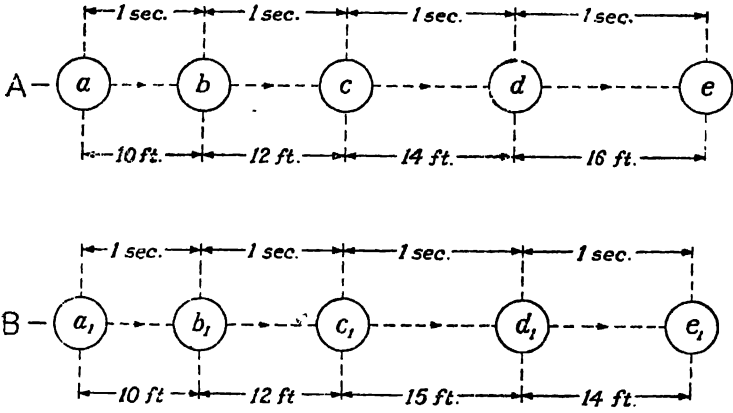 1 sec. 1 sec. 1 sec. 1 sec.
A a b c d e
10 ft. 12 ft. 14 ft. 16 ft.
1 sec. 1 sec. 1 sec. 1 sec.
B a₁ b₁ c₁ d₁ e₁
10 ft. 12 ft 15 ft. 14 ft.